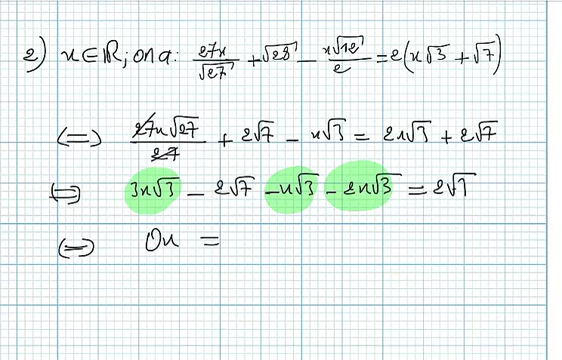 2) x∈ℝ; on a: 27x/√27 + √28 - x√12/2 = 2(x√3 + √7)
(=) 27x√27/27 + 2√7 - x√3 = 2x√3 + 2√7
(=) 3x√3 - 2√7 - x√3 - 2x√3 = 2√7
(=) 0x =